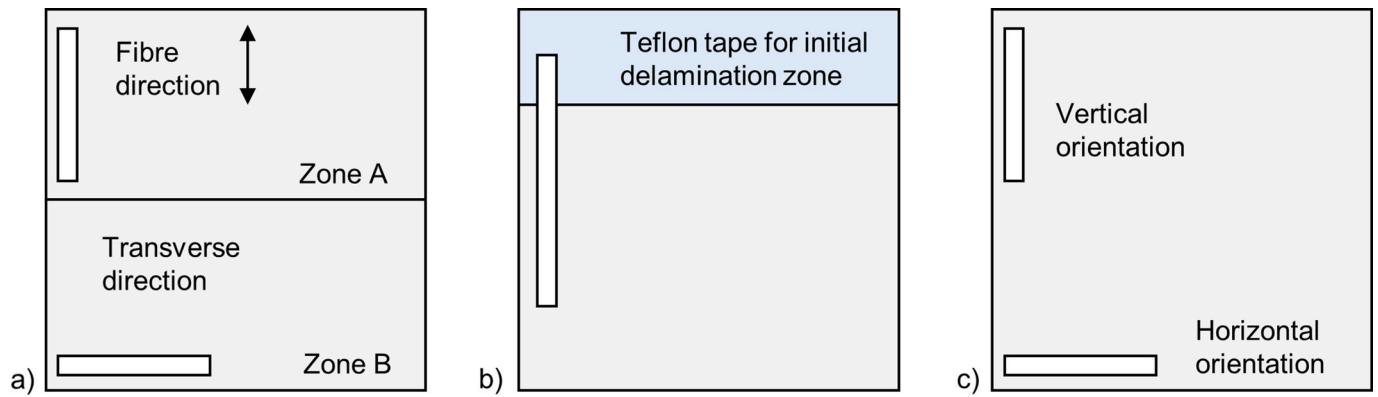 Fibre
direction
Zone A
Transverse
direction
Zone B
a)
Teflon tape for initial
delamination zone
b)
Vertical
orientation
Horizontal
orientation
c)